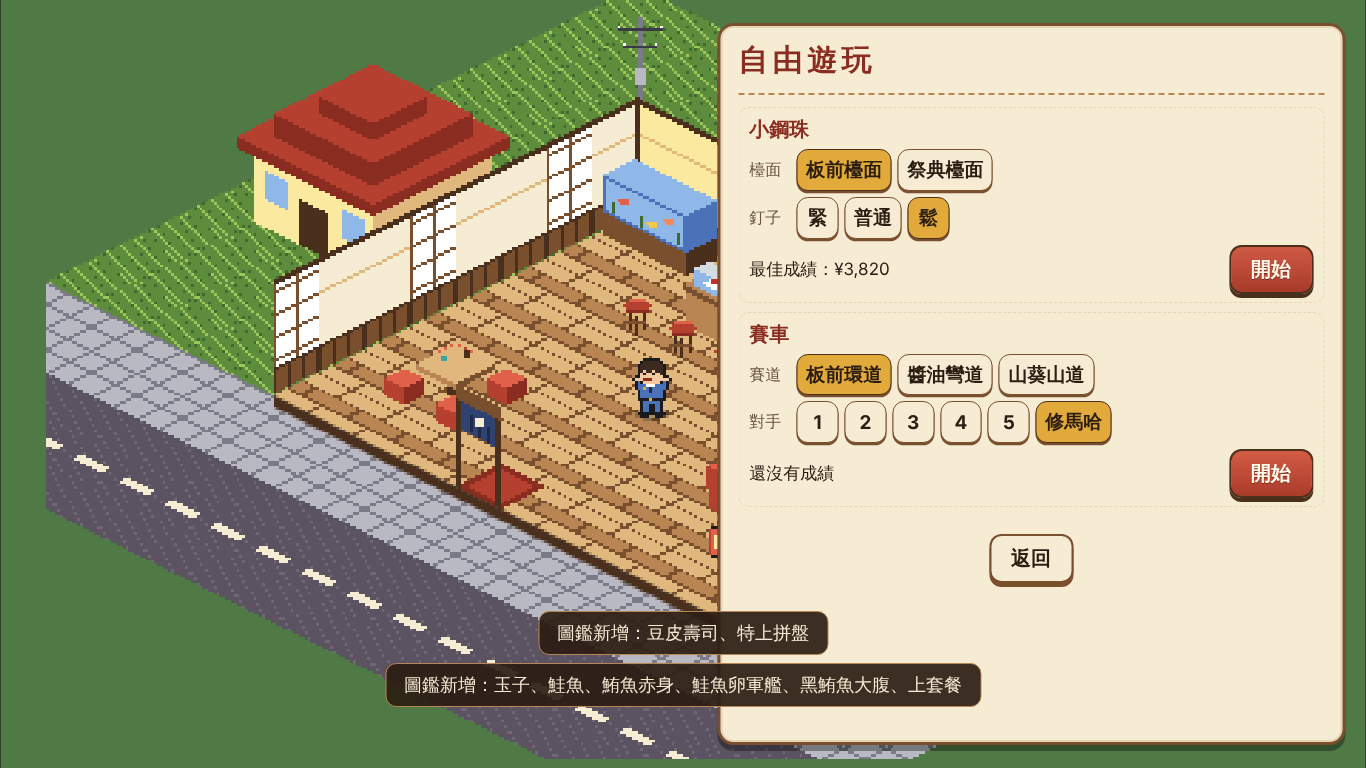 自由遊玩
小鋼珠
檯面 板前檯面 祭典檯面
釘子 緊 普通 鬆
最佳成績：¥3,820 開始
賽車
賽道 板前環道 醬油彎道 山葵山道
對手 1 2 3 4 5 修馬哈
還沒有成績 開始
返回
圖鑑新增：豆皮壽司、特上拼盤
圖鑑新增：玉子、鮭魚、鮪魚赤身、鮭魚卵軍艦、黑鮪魚大腹、上套餐